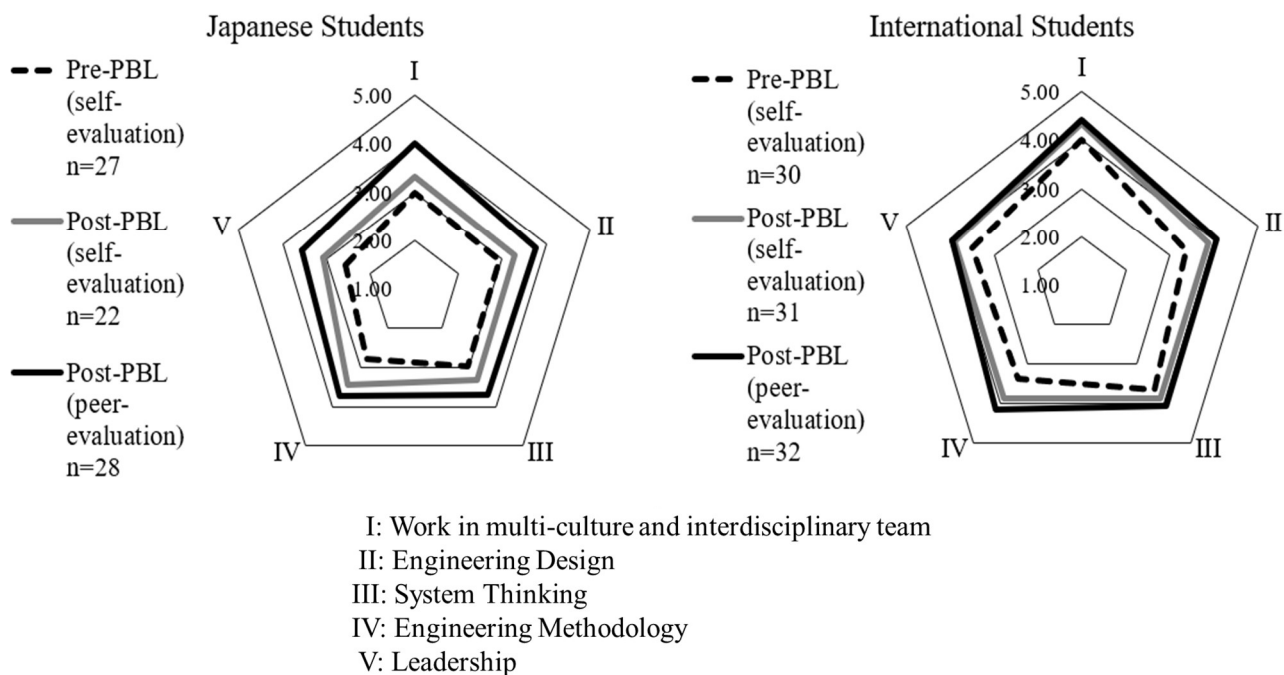 Japanese Students
Pre-PBL
(self-
evaluation)
n=27
Post-PBL
(self-
evaluation)
n=22
Post-PBL
(peer-
evaluation)
n=28
I
5.00
4.00
3.00
2.00
1.00
II
III
IV
V
International Students
Pre-PBL
(self-
evaluation)
n=30
Post-PBL
(self-
evaluation)
n=31
Post-PBL
(peer-
evaluation)
n=32
I
5.00
4.00
3.00
2.00
1.00
II
III
IV
V
I: Work in multi-culture and interdisciplinary team
II: Engineering Design
III: System Thinking
IV: Engineering Methodology
V: Leadership